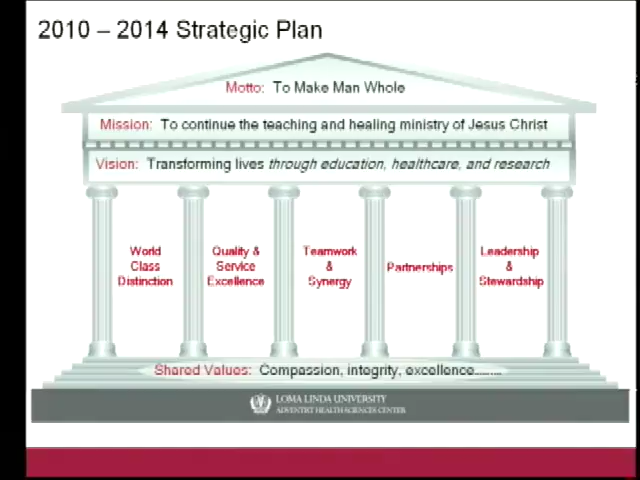 2010 – 2014 Strategic Plan
Motto: To Make Man Whole
Mission: To continue the teaching and healing ministry of Jesus Christ
Vision: Transforming lives through education, healthcare, and research
World
Class
Distinction
Quality &
Service
Excellence
Teamwork
&
Synergy
Partnerships
Leadership
&
Stewardship
Shared Values: Compassion, integrity, excellence........
LOMA LINDA UNIVERSITY
ADVENTIST HEALTH SCIENCES CENTER